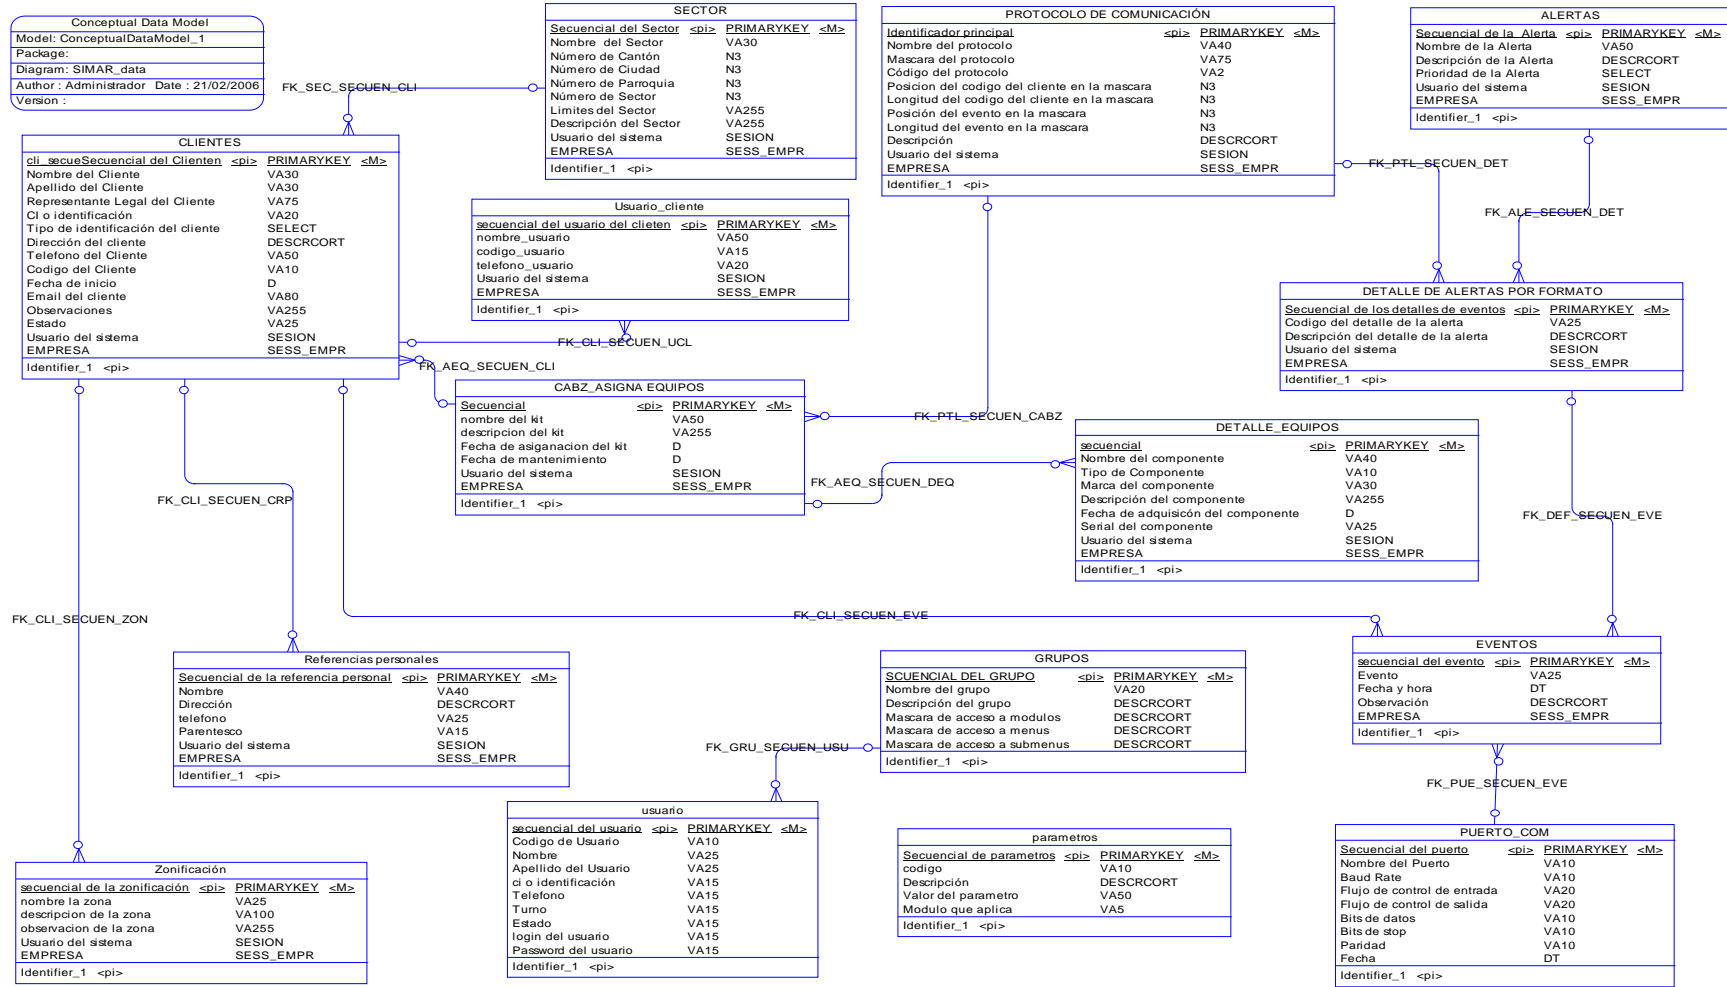 Conceptual Data Model
Model: ConceptualDataModel_1
Package:
Diagram: SIMAR_data
Author : Administrador Date : 21/02/2006
Version :
SECTOR
Secuencial del Sector <pi> PRIMARYKEY <M>
Nombre del Sector VA30
Número de Cantón N3
Número de Ciudad N3
Número de Parroquia N3
Número de Sector N3
Limites del Sector VA255
Descripción del Sector VA255
Usuario del sistema SESION
EMPRESA SESS_EMPR
Identifier_1 <pi>
PROTOCOLO DE COMUNICACIÓN
Identificador principal <pi> PRIMARYKEY <M>
Nombre del protocolo VA40
Mascara del protocolo VA75
Código del protocolo VA2
Posicion del codigo del cliente en la mascara N3
Longitud del codigo del cliente en la mascara N3
Posición del evento en la mascara N3
Longitud del evento en la mascara N3
Descripción DESCRCORT
Usuario del sistema SESION
EMPRESA SESS_EMPR
Identifier_1 <pi>
ALERTAS
Secuencial de la Alerta <pi> PRIMARYKEY <M>
Nombre de la Alerta VA50
Descripción de la Alerta DESCRCORT
Prioridad de la Alerta SELECT
Usuario del sistema SESION
EMPRESA SESS_EMPR
Identifier_1 <pi>
FK_SEC_SECUEN_CLI
CLIENTES
cli_secueSecuencial del Clienten <pi> PRIMARYKEY <M>
Nombre del Cliente VA30
Apellido del Cliente VA30
Representante Legal del Cliente VA75
CI o identificación VA20
Tipo de identificación del cliente SELECT
Dirección del cliente DESCRCORT
Telefono del Cliente VA50
Codigo del Cliente VA10
Fecha de inicio D
Email del cliente VA80
Observaciones VA255
Estado VA25
Usuario del sistema SESION
EMPRESA SESS_EMPR
Identifier_1 <pi>
Usuario_cliente
secuencial del usuario del clieten <pi> PRIMARYKEY <M>
nombre_usuario VA50
codigo_usuario VA15
telefono_usuario VA20
Usuario del sistema SESION
EMPRESA SESS_EMPR
Identifier_1 <pi>
FK_PTL_SECUEN_DET
FK_ALE_SECUEN_DET
DETALLE DE ALERTAS POR FORMATO
Secuencial de los detalles de eventos <pi> PRIMARYKEY <M>
Codigo del detalle de la alerta VA25
Descripción del detalle de la alerta DESCRCORT
Usuario del sistema SESION
EMPRESA SESS_EMPR
Identifier_1 <pi>
FK_CLI_SECUEN_UCL
FK_AEQ_SECUEN_CLI
CABZ_ASIGNA EQUIPOS
Secuencial <pi> PRIMARYKEY <M>
nombre del kit VA50
descripcion del kit VA255
Fecha de asiganacion del kit D
Fecha de mantenimiento D
Usuario del sistema SESION
EMPRESA SESS_EMPR
Identifier_1 <pi>
FK_PTL_SECUEN_CABZ
FK_AEQ_SECUEN_DEQ
DETALLE_EQUIPOS
secuencial <pi> PRIMARYKEY <M>
Nombre del componente VA40
Tipo de Componente VA10
Marca del componente VA30
Descripción del componente VA255
Fecha de adquisicón del componente D
Serial del componente VA25
Usuario del sistema SESION
EMPRESA SESS_EMPR
Identifier_1 <pi>
FK_CLI_SECUEN_CRP
FK_DEF_SECUEN_EVE
FK_CLI_SECUEN_ZON
FK_CLI_SECUEN_EVE
Referencias personales
Secuencial de la referencia personal <pi> PRIMARYKEY <M>
Nombre VA40
Dirección DESCRCORT
telefono VA25
Parentesco VA15
Usuario del sistema SESION
EMPRESA SESS_EMPR
Identifier_1 <pi>
GRUPOS
SCUENCIAL DEL GRUPO <pi> PRIMARYKEY <M>
Nombre del grupo VA20
Descripción del grupo DESCRCORT
Mascara de acceso a modulos DESCRCORT
Mascara de acceso a menus DESCRCORT
Mascara de acceso a submenus DESCRCORT
Identifier_1 <pi>
EVENTOS
secuencial del evento <pi> PRIMARYKEY <M>
Evento VA25
Fecha y hora DT
Observación DESCRCORT
EMPRESA SESS_EMPR
Identifier_1 <pi>
FK_GRU_SECUEN_USU
FK_PUE_SECUEN_EVE
usuario
secuencial del usuario <pi> PRIMARYKEY <M>
Codigo de Usuario VA10
Nombre VA25
Apellido del Usuario VA25
ci o identificación VA15
Telefono VA15
Turno VA15
Estado VA15
login del usuario VA15
Password del usuario VA15
Identifier_1 <pi>
parametros
Secuencial de parametros <pi> PRIMARYKEY <M>
codigo VA10
Descripción DESCRCORT
Valor del parametro VA50
Modulo que aplica VA5
Identifier_1 <pi>
PUERTO_COM
Secuencial del puerto <pi> PRIMARYKEY <M>
Nombre del Puerto VA10
Baud Rate VA10
Flujo de control de entrada VA20
Flujo de control de salida VA20
Bits de datos VA10
Bits de stop VA10
Paridad VA10
Fecha DT
Identifier_1 <pi>
Zonificación
secuencial de la zonificación <pi> PRIMARYKEY <M>
nombre la zona VA25
descripcion de la zona VA100
observacion de la zona VA255
Usuario del sistema SESION
EMPRESA SESS_EMPR
Identifier_1 <pi>